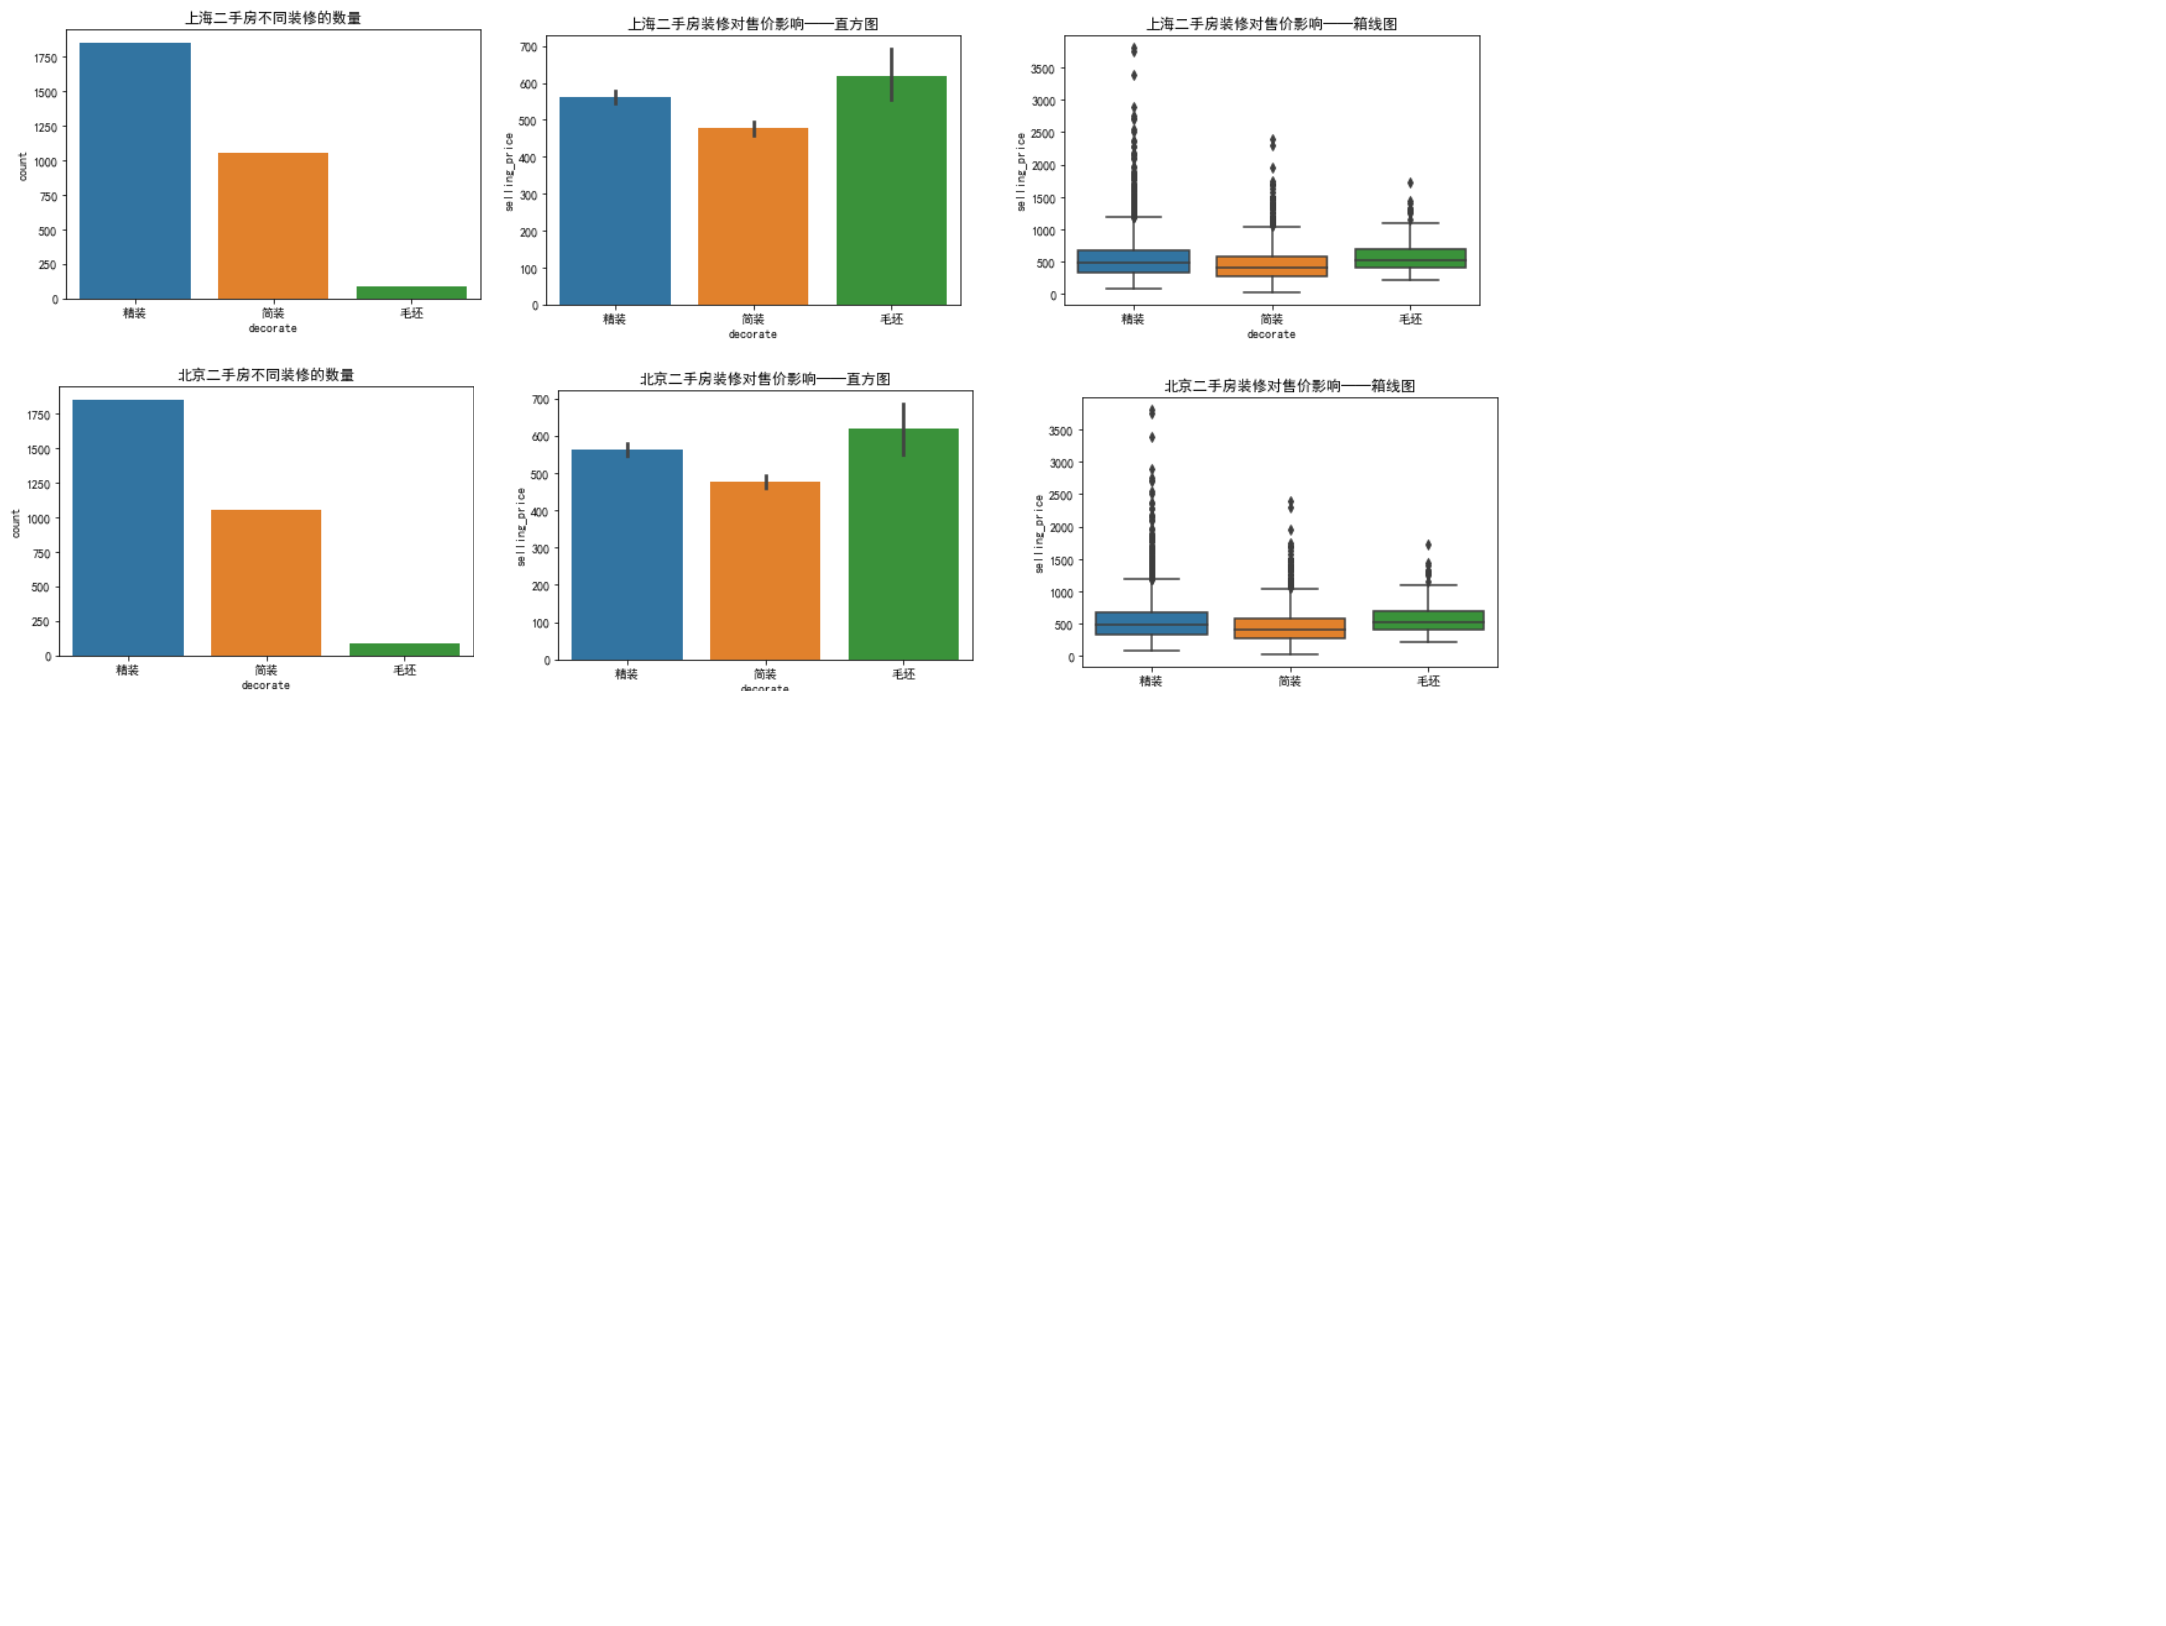 上海二手房不同装修的数量
1750
1500
1250
1000
750
500
250
0
count
精装 简装 毛坯
decorate
上海二手房装修对售价影响——直方图
700
600
500
400
300
200
100
0
selling_price
精装 简装 毛坯
decorate
上海二手房装修对售价影响——箱线图
3500
3000
2500
2000
1500
1000
500
0
selling_price
精装 简装 毛坯
decorate
北京二手房不同装修的数量
1750
1500
1250
1000
750
500
250
0
count
精装 简装 毛坯
decorate
北京二手房装修对售价影响——直方图
700
600
500
400
300
200
100
0
selling_price
精装 简装 毛坯
decorate
北京二手房装修对售价影响——箱线图
3500
3000
2500
2000
1500
1000
500
0
selling_price
精装 简装 毛坯